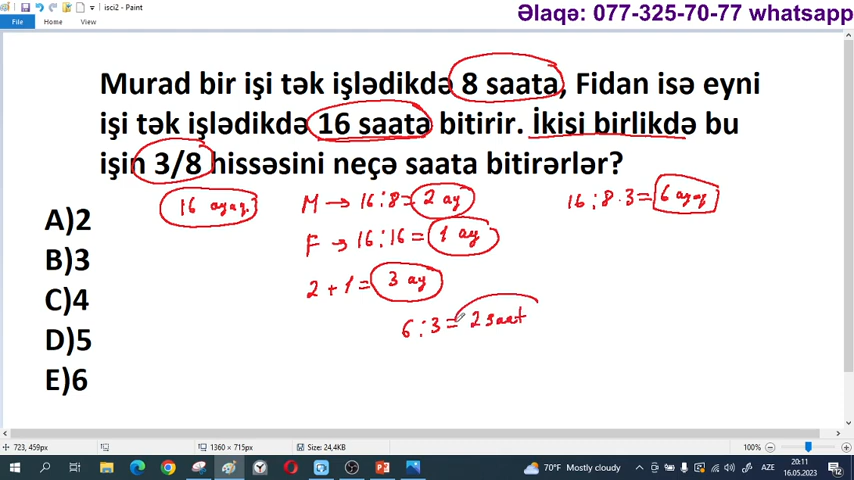 isci2 - Paint
Əlaqə: 077-325-70-77 whatsapp
File Home View
Murad bir işi tək işlədikdə 8 saata, Fidan isə eyni
işi tək işlədikdə 16 saata bitirir. İkisi birlikdə bu
işin 3/8 hissəsini neçə saata bitirərlər?
16 ayaq. M → 16:8= 2 ay 16:8·3= 6 ayaq
A)2
F → 16:16= 1 ay
B)3
2+1= 3 ay
C)4
6:3= 2 saat
D)5
E)6
723, 459px 1360 × 715px Size: 24,4KB 100%
70°F Mostly cloudy AZE 20:11
16.05.2023 12